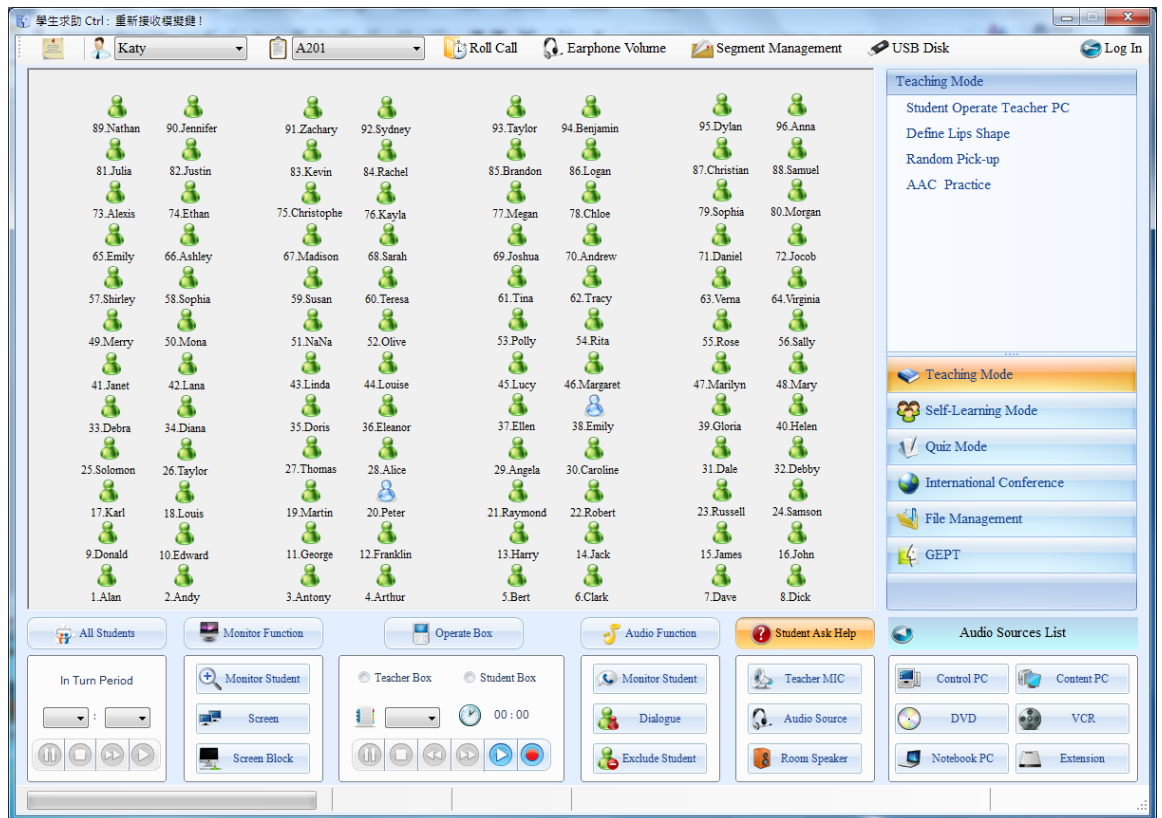 學生求助 Ctrl : 重新接收模擬鍵 !
Katy A201 Roll Call Earphone Volume Segment Management USB Disk Log In
89.Nathan 90.Jennifer 91.Zachary 92.Sydney 93.Taylor 94.Benjamin 95.Dylan 96.Anna
81.Julia 82.Justin 83.Kevin 84.Rachel 85.Brandon 86.Logan 87.Christian 88.Samuel
73.Alexis 74.Ethan 75.Christophe 76.Kayla 77.Megan 78.Chloe 79.Sophia 80.Morgan
65.Emily 66.Ashley 67.Madison 68.Sarah 69.Joshua 70.Andrew 71.Daniel 72.Jocob
57.Shirley 58.Sophia 59.Susan 60.Teresa 61.Tina 62.Tracy 63.Verna 64.Virginia
49.Merry 50.Mona 51.NaNa 52.Olive 53.Polly 54.Rita 55.Rose 56.Sally
41.Janet 42.Lana 43.Linda 44.Louise 45.Lucy 46.Margaret 47.Marilyn 48.Mary
33.Debra 34.Diana 35.Doris 36.Eleanor 37.Ellen 38.Emily 39.Gloria 40.Helen
25.Solomon 26.Taylor 27.Thomas 28.Alice 29.Angela 30.Caroline 31.Dale 32.Debby
17.Karl 18.Louis 19.Martin 20.Peter 21.Raymond 22.Robert 23.Russell 24.Samson
9.Donald 10.Edward 11.George 12.Franklin 13.Harry 14.Jack 15.James 16.John
1.Alan 2.Andy 3.Antony 4.Arthur 5.Bert 6.Clark 7.Dave 8.Dick
Teaching Mode
Student Operate Teacher PC
Define Lips Shape
Random Pick-up
AAC Practice
Teaching Mode
Self-Learning Mode
Quiz Mode
International Conference
File Management
GEPT
All Students Monitor Function Operate Box Audio Function Student Ask Help Audio Sources List
In Turn Period
:
Monitor Student
Screen
Screen Block
Teacher Box Student Box
00 : 00
Monitor Student
Dialogue
Exclude Student
Teacher MIC
Audio Source
Room Speaker
Control PC Content PC
DVD VCR
Notebook PC Extension